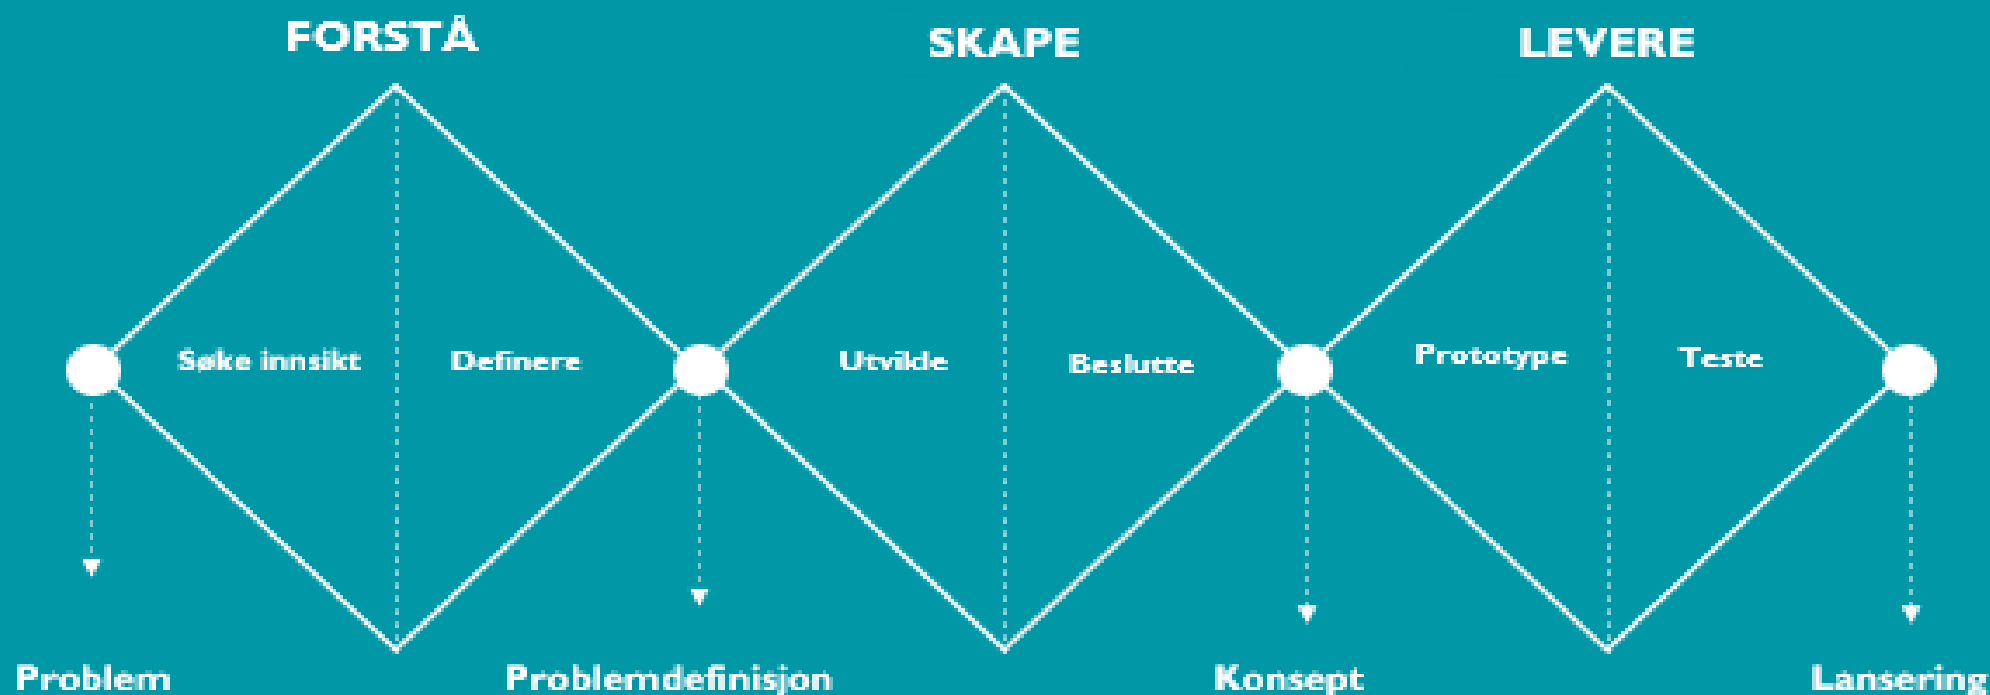 FORSTÅ
SKAPE
LEVERE
Søke innsikt
Definere
Utvikle
Beslutte
Prototype
Teste
Problem
Problemdefinisjon
Konsept
Lansering